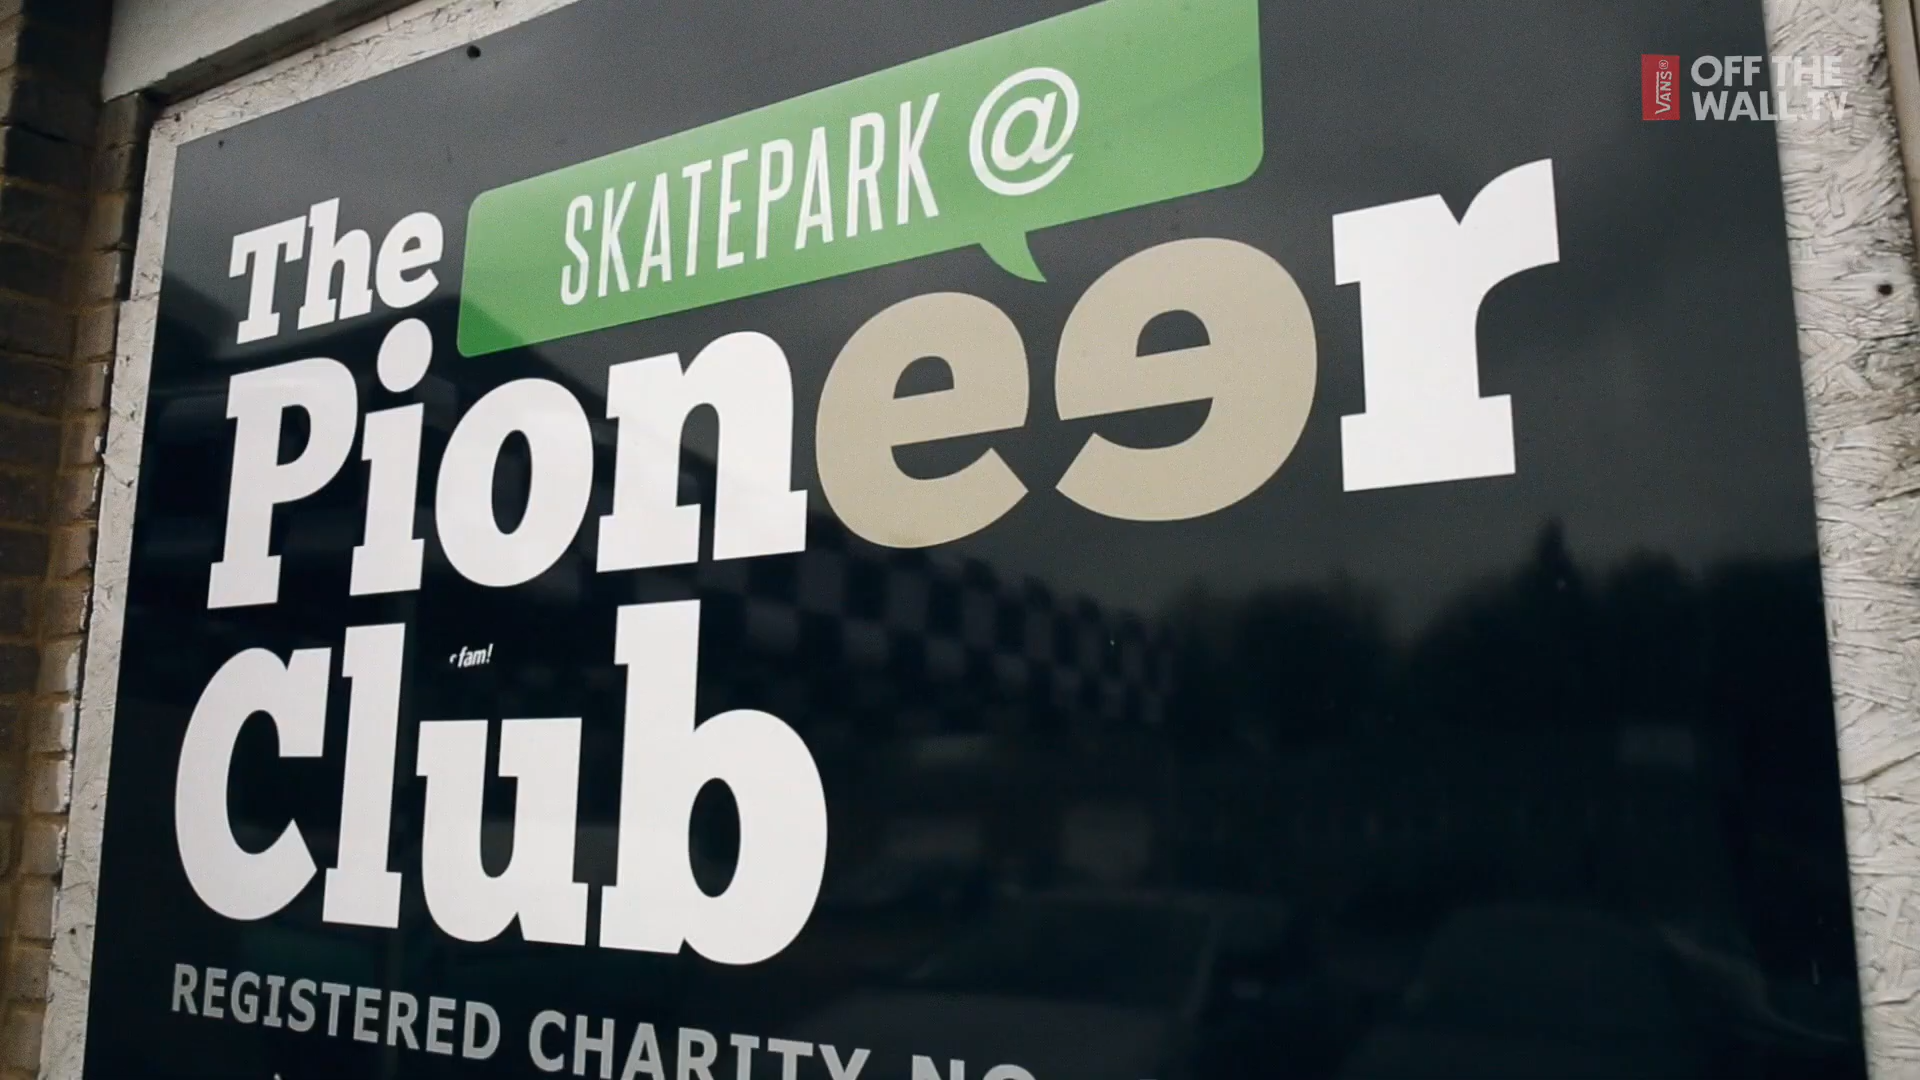 The SKATEPARK @
Pioneer
Club
fam!
REGISTERED CHARITY NO
VANS® OFF THE
WALL.TV